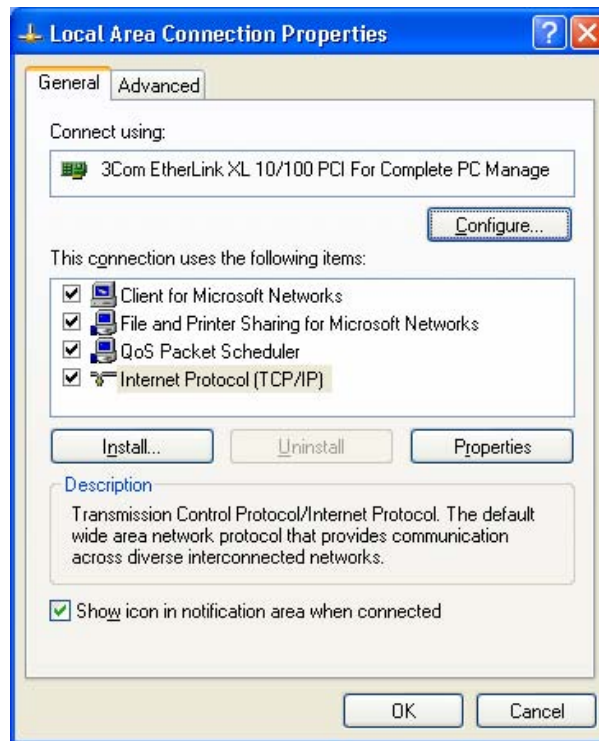 Local Area Connection Properties
General
Advanced
Connect using:
3Com EtherLink XL 10/100 PCI For Complete PC Manage
Configure...
This connection uses the following items:
Client for Microsoft Networks
File and Printer Sharing for Microsoft Networks
QoS Packet Scheduler
Internet Protocol (TCP/IP)
Install...
Uninstall
Properties
Description
Transmission Control Protocol/Internet Protocol. The default
wide area network protocol that provides communication
across diverse interconnected networks.
Show icon in notification area when connected
OK
Cancel